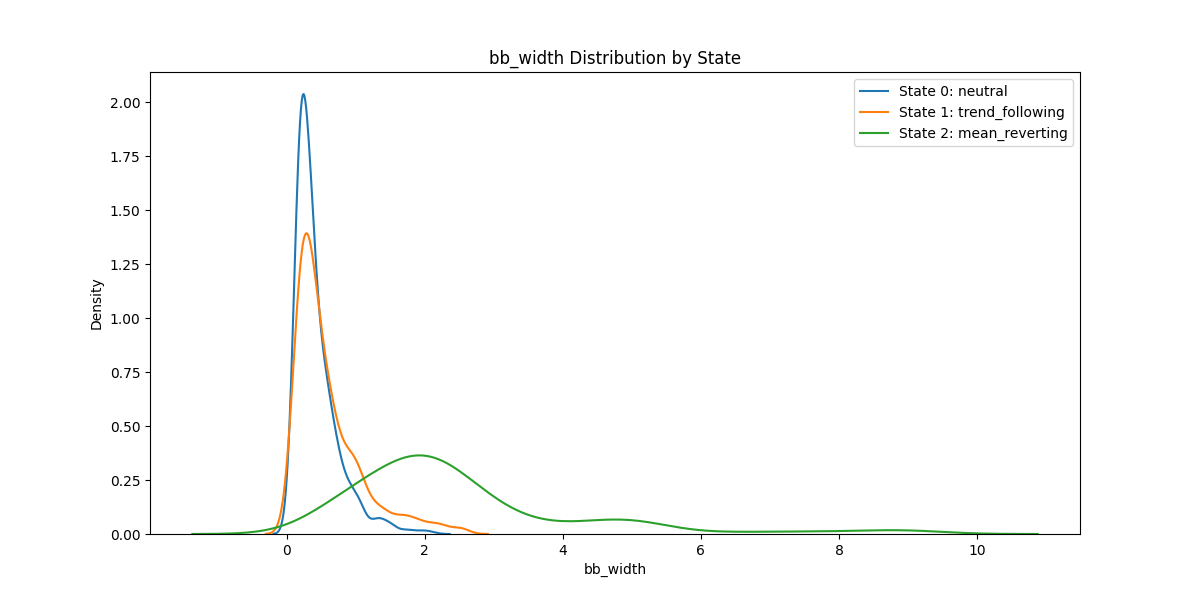 bb_width Distribution by State
State 0: neutral
State 1: trend_following
State 2: mean_reverting
Density
2.00
1.75
1.50
1.25
1.00
0.75
0.50
0.25
0.00
0 2 4 6 8 10
bb_width